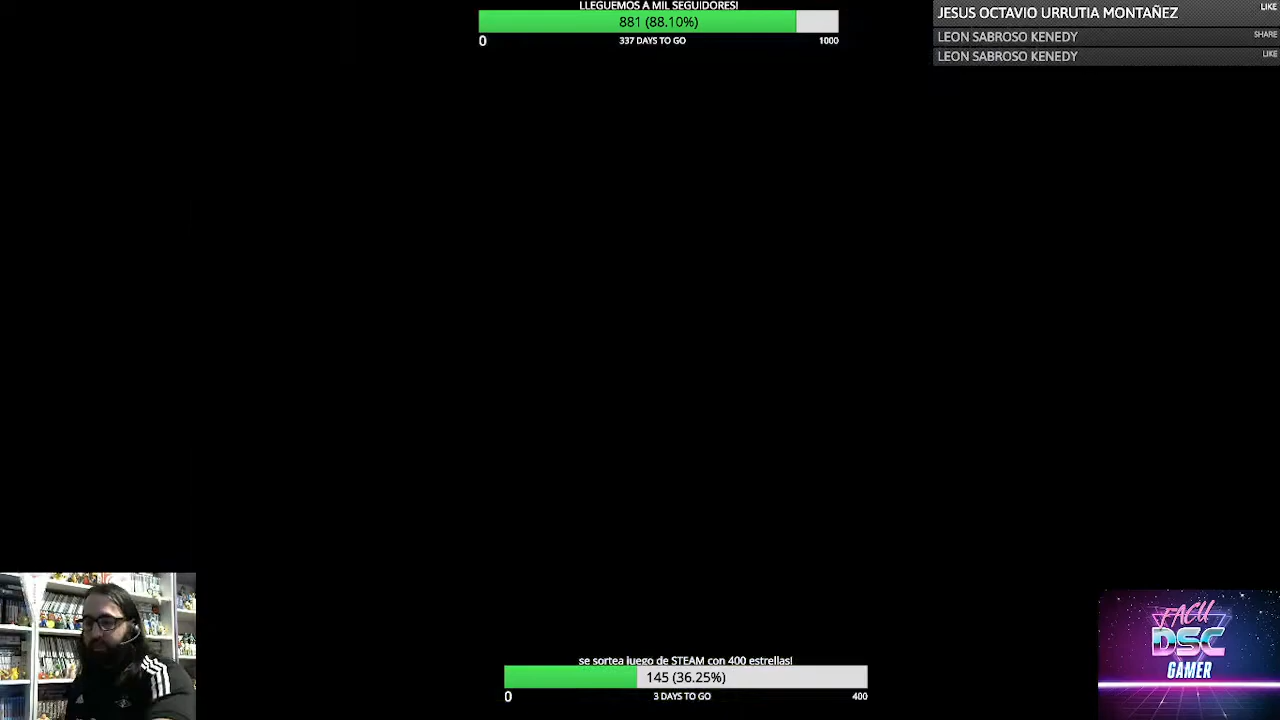 LLEGUEMOS A MIL SEGUIDORES!
881 (88.10%)
0
337 DAYS TO GO
1000
JESUS OCTAVIO URRUTIA MONTAÑEZ
LIKE
LEON SABROSO KENEDY
SHARE
LEON SABROSO KENEDY
LIKE
se sortea juego de STEAM con 400 estrellas!
145 (36.25%)
0
3 DAYS TO GO
400
FACU
DSC
GAMER